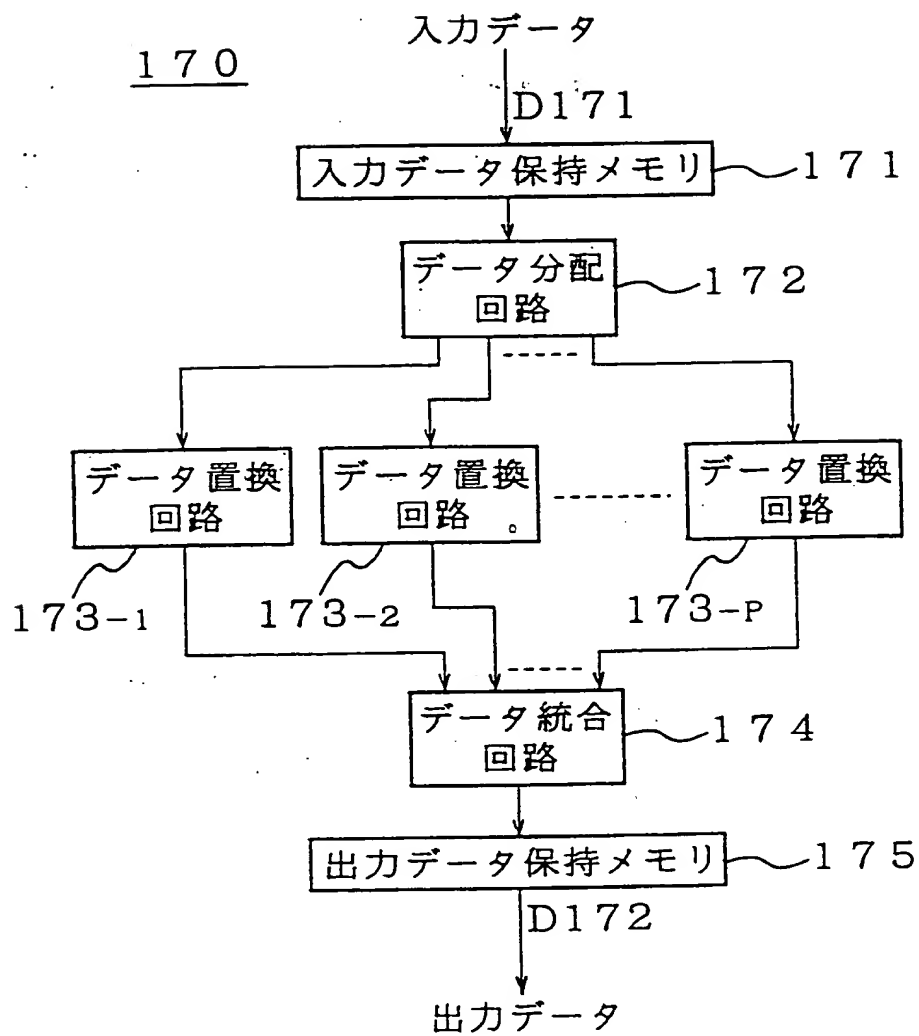 入力データ
１７０
D171
入力データ保持メモリ
１７１
データ分配
回路
１７２
データ置換
回路
データ置換
回路
データ置換
回路
173-1
173-2
173-P
データ統合
回路
１７４
出力データ保持メモリ
１７５
D172
出力データ